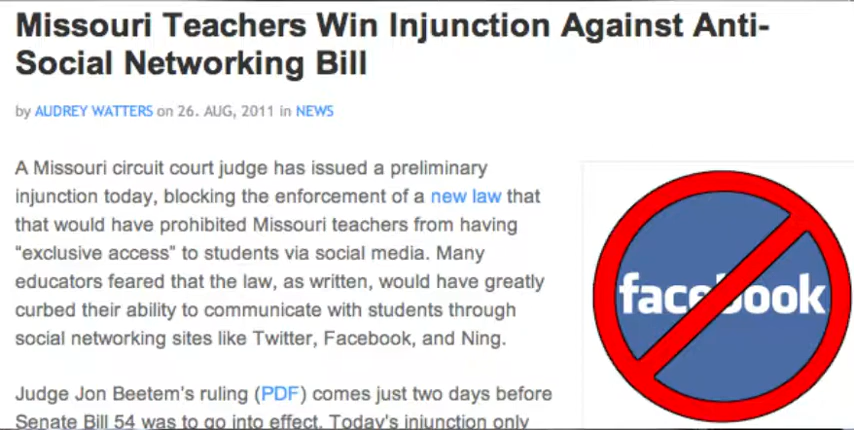 Missouri Teachers Win Injunction Against Anti-
Social Networking Bill
by AUDREY WATTERS on 26. AUG, 2011 in NEWS
A Missouri circuit court judge has issued a preliminary
injunction today, blocking the enforcement of a new law that
that would have prohibited Missouri teachers from having
“exclusive access” to students via social media. Many
educators feared that the law, as written, would have greatly
curbed their ability to communicate with students through
social networking sites like Twitter, Facebook, and Ning.
Judge Jon Beetem's ruling (PDF) comes just two days before
Senate Bill 54 was to go into effect. Today's injunction only
facebook